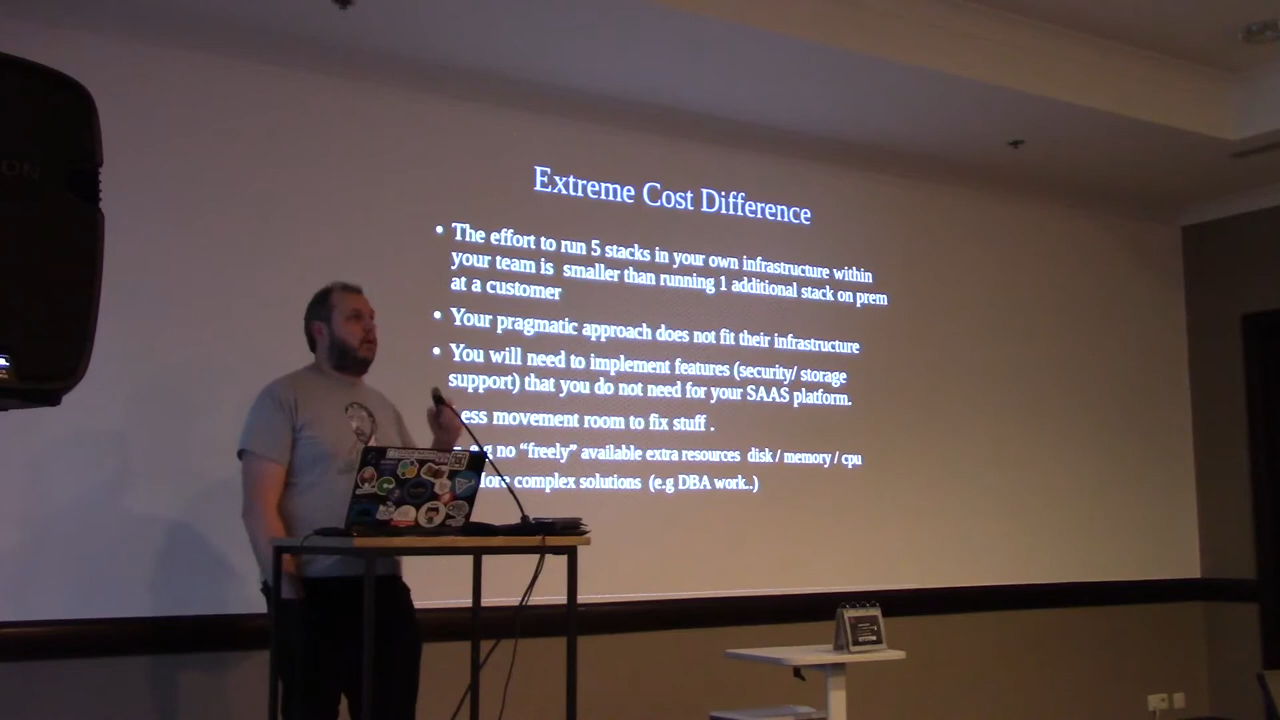 Extreme Cost Difference
• The effort to run 5 stacks in your own infrastructure within
your team is smaller than running 1 additional stack on prem
at a customer
• Your pragmatic approach does not fit their infrastructure
• You will need to implement features (security/ storage
support) that you do not need for your SAAS platform.
ess movement room to fix stuff .
e.g no “freely” available extra resources disk / memory / cpu
ore complex solutions (e.g DBA work..)
ON